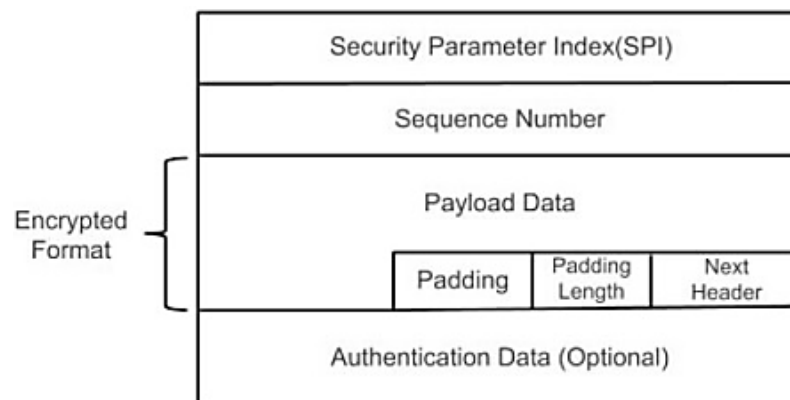 Security Parameter Index(SPI)
Sequence Number
Encrypted
Format
Payload Data
Padding
Padding
Length
Next
Header
Authentication Data (Optional)